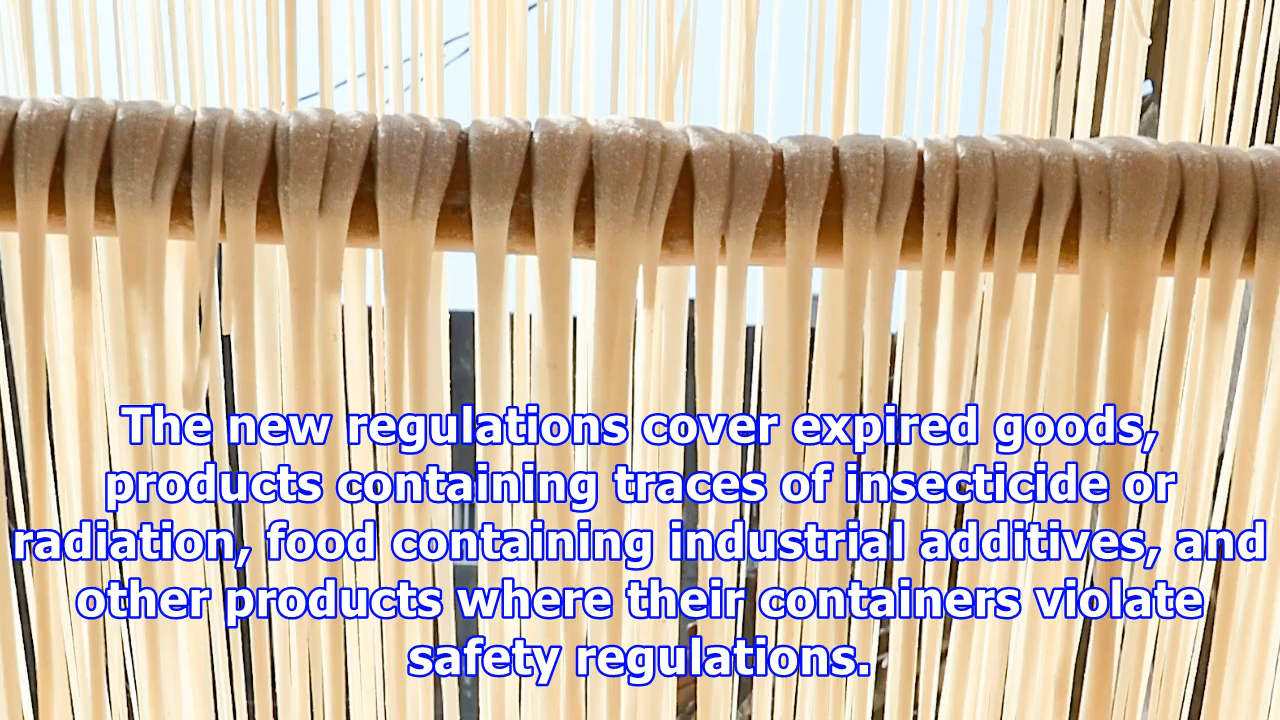 The new regulations cover expired goods,
products containing traces of insecticide or
radiation, food containing industrial additives, and
other products where their containers violate
safety regulations.